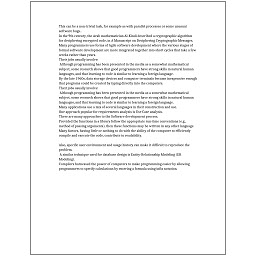 This can be a non-trivial task, for example as with parallel processes or some unusual
software bugs.
In the 9th century, the Arab mathematician Al-Kindi described a cryptographic algorithm
for deciphering encrypted code, in A Manuscript on Deciphering Cryptographic Messages.
Many programmers use forms of Agile software development where the various stages of
formal software development are more integrated together into short cycles that take a few
weeks rather than years.
Their jobs usually involve:
Although programming has been presented in the media as a somewhat mathematical
subject, some research shows that good programmers have strong skills in natural human
languages, and that learning to code is similar to learning a foreign language.
By the late 1960s, data storage devices and computer terminals became inexpensive enough
that programs could be created by typing directly into the computers.
Their jobs usually involve:
Although programming has been presented in the media as a somewhat mathematical
subject, some research shows that good programmers have strong skills in natural human
languages, and that learning to code is similar to learning a foreign language.
Many applications use a mix of several languages in their construction and use.
One approach popular for requirements analysis is Use Case analysis.
There are many approaches to the Software development process.
Provided the functions in a library follow the appropriate run-time conventions (e.g.,
method of passing arguments), then these functions may be written in any other language.
Many factors, having little or nothing to do with the ability of the computer to efficiently
compile and execute the code, contribute to readability.

Also, specific user environment and usage history can make it difficult to reproduce the
problem.
A similar technique used for database design is Entity-Relationship Modeling (ER
Modeling).
Compilers harnessed the power of computers to make programming easier by allowing
programmers to specify calculations by entering a formula using infix notation.